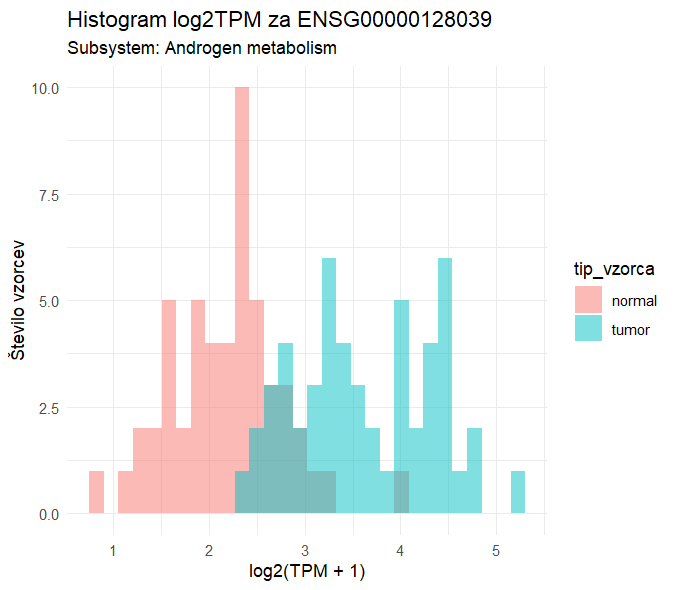 Histogram log2TPM za ENSG00000128039
Subsystem: Androgen metabolism
Število vzorcev
10.0
7.5
5.0
2.5
0.0
1 2 3 4 5
log2(TPM + 1)
tip_vzorca
normal
tumor